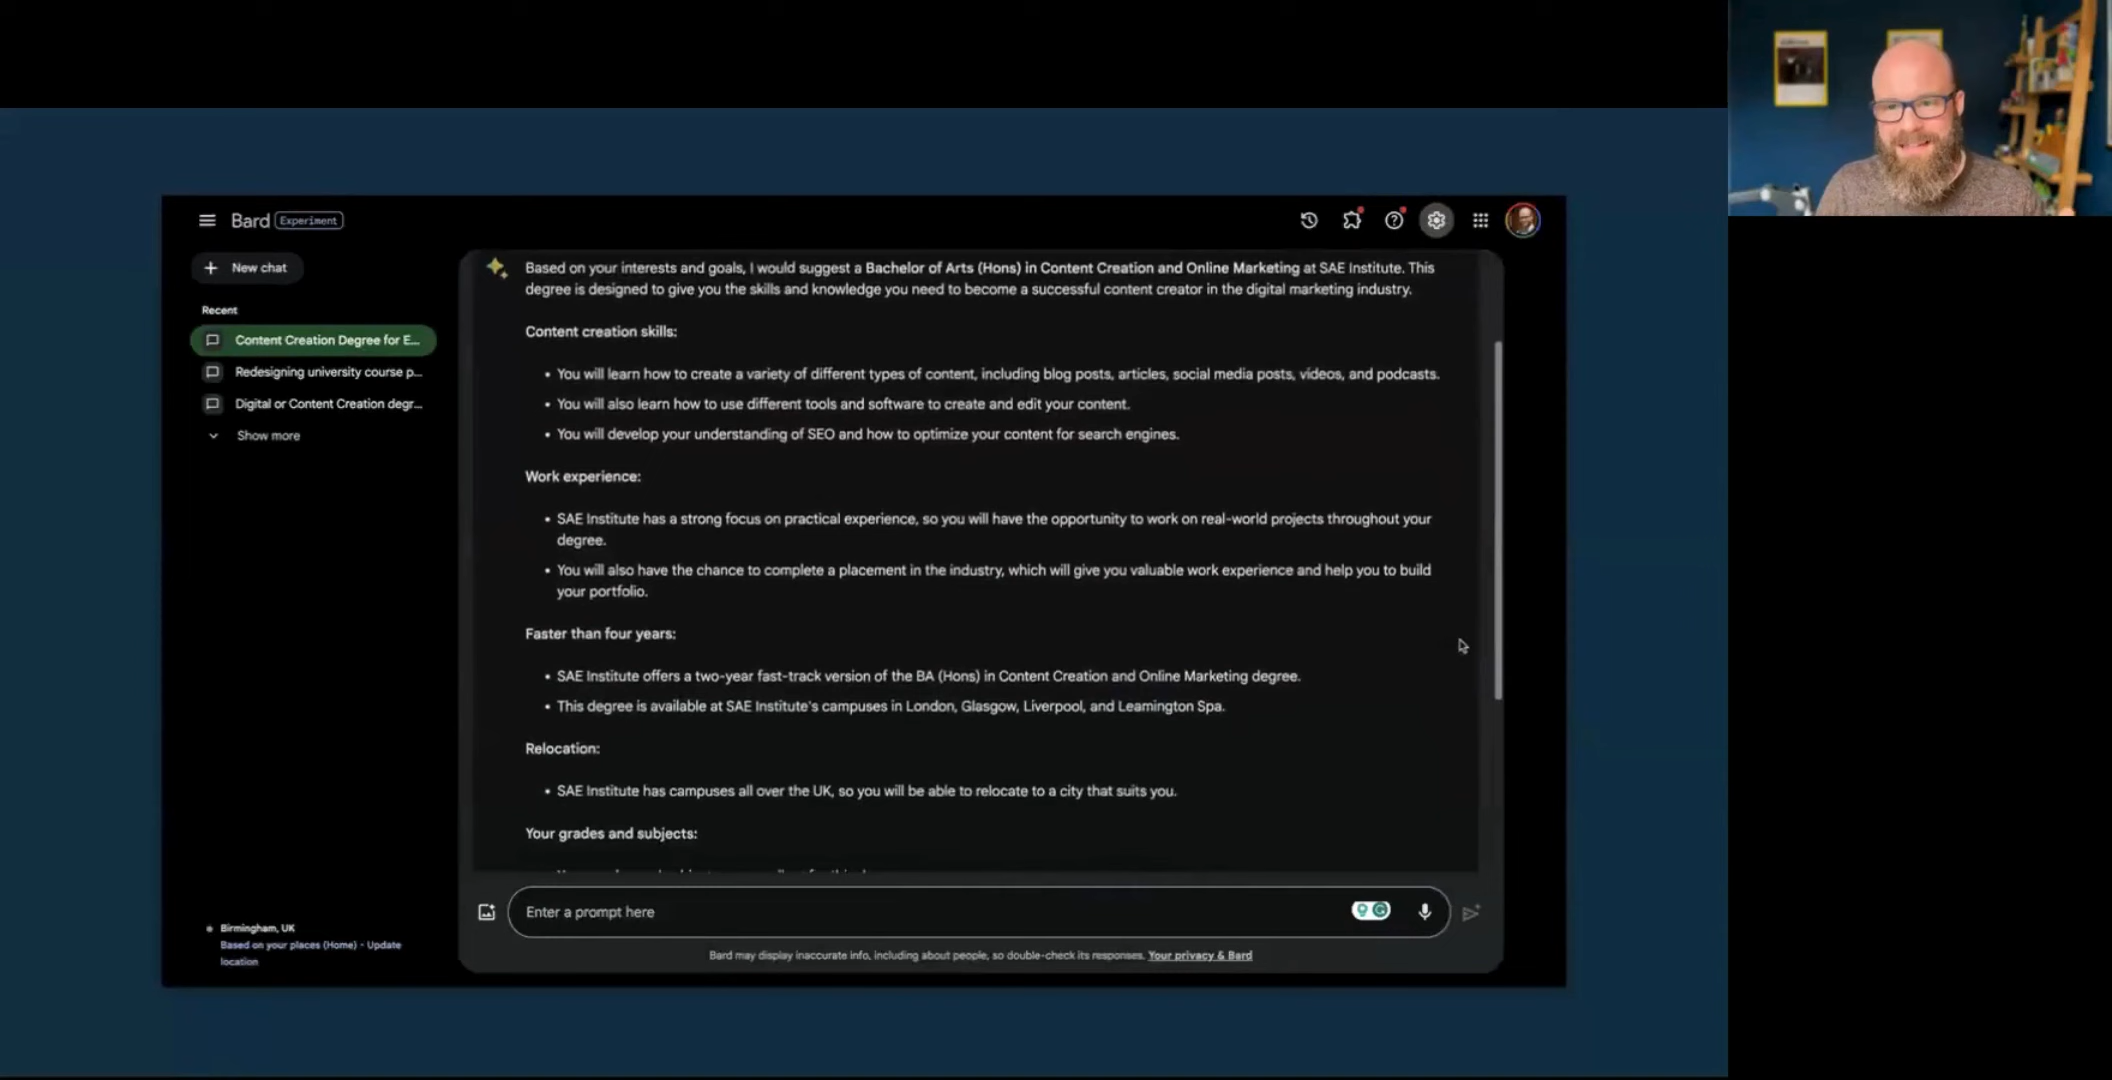 Bard Experiment
New chat
Recent
Content Creation Degree for E...
Redesigning university course p...
Digital or Content Creation degr...
Show more
Birmingham, UK
Based on your places (Home) - Update
location
Based on your interests and goals, I would suggest a Bachelor of Arts (Hons) in Content Creation and Online Marketing at SAE Institute. This
degree is designed to give you the skills and knowledge you need to become a successful content creator in the digital marketing industry.
Content creation skills:
• You will learn how to create a variety of different types of content, including blog posts, articles, social media posts, videos, and podcasts.
• You will also learn how to use different tools and software to create and edit your content.
• You will develop your understanding of SEO and how to optimize your content for search engines.
Work experience:
• SAE Institute has a strong focus on practical experience, so you will have the opportunity to work on real-world projects throughout your
degree.
• You will also have the chance to complete a placement in the industry, which will give you valuable work experience and help you to build
your portfolio.
Faster than four years:
• SAE Institute offers a two-year fast-track version of the BA (Hons) in Content Creation and Online Marketing degree.
• This degree is available at SAE Institute's campuses in London, Glasgow, Liverpool, and Leamington Spa.
Relocation:
• SAE Institute has campuses all over the UK, so you will be able to relocate to a city that suits you.
Your grades and subjects:
Enter a prompt here
Bard may display inaccurate info, including about people, so double-check its responses. Your privacy & Bard